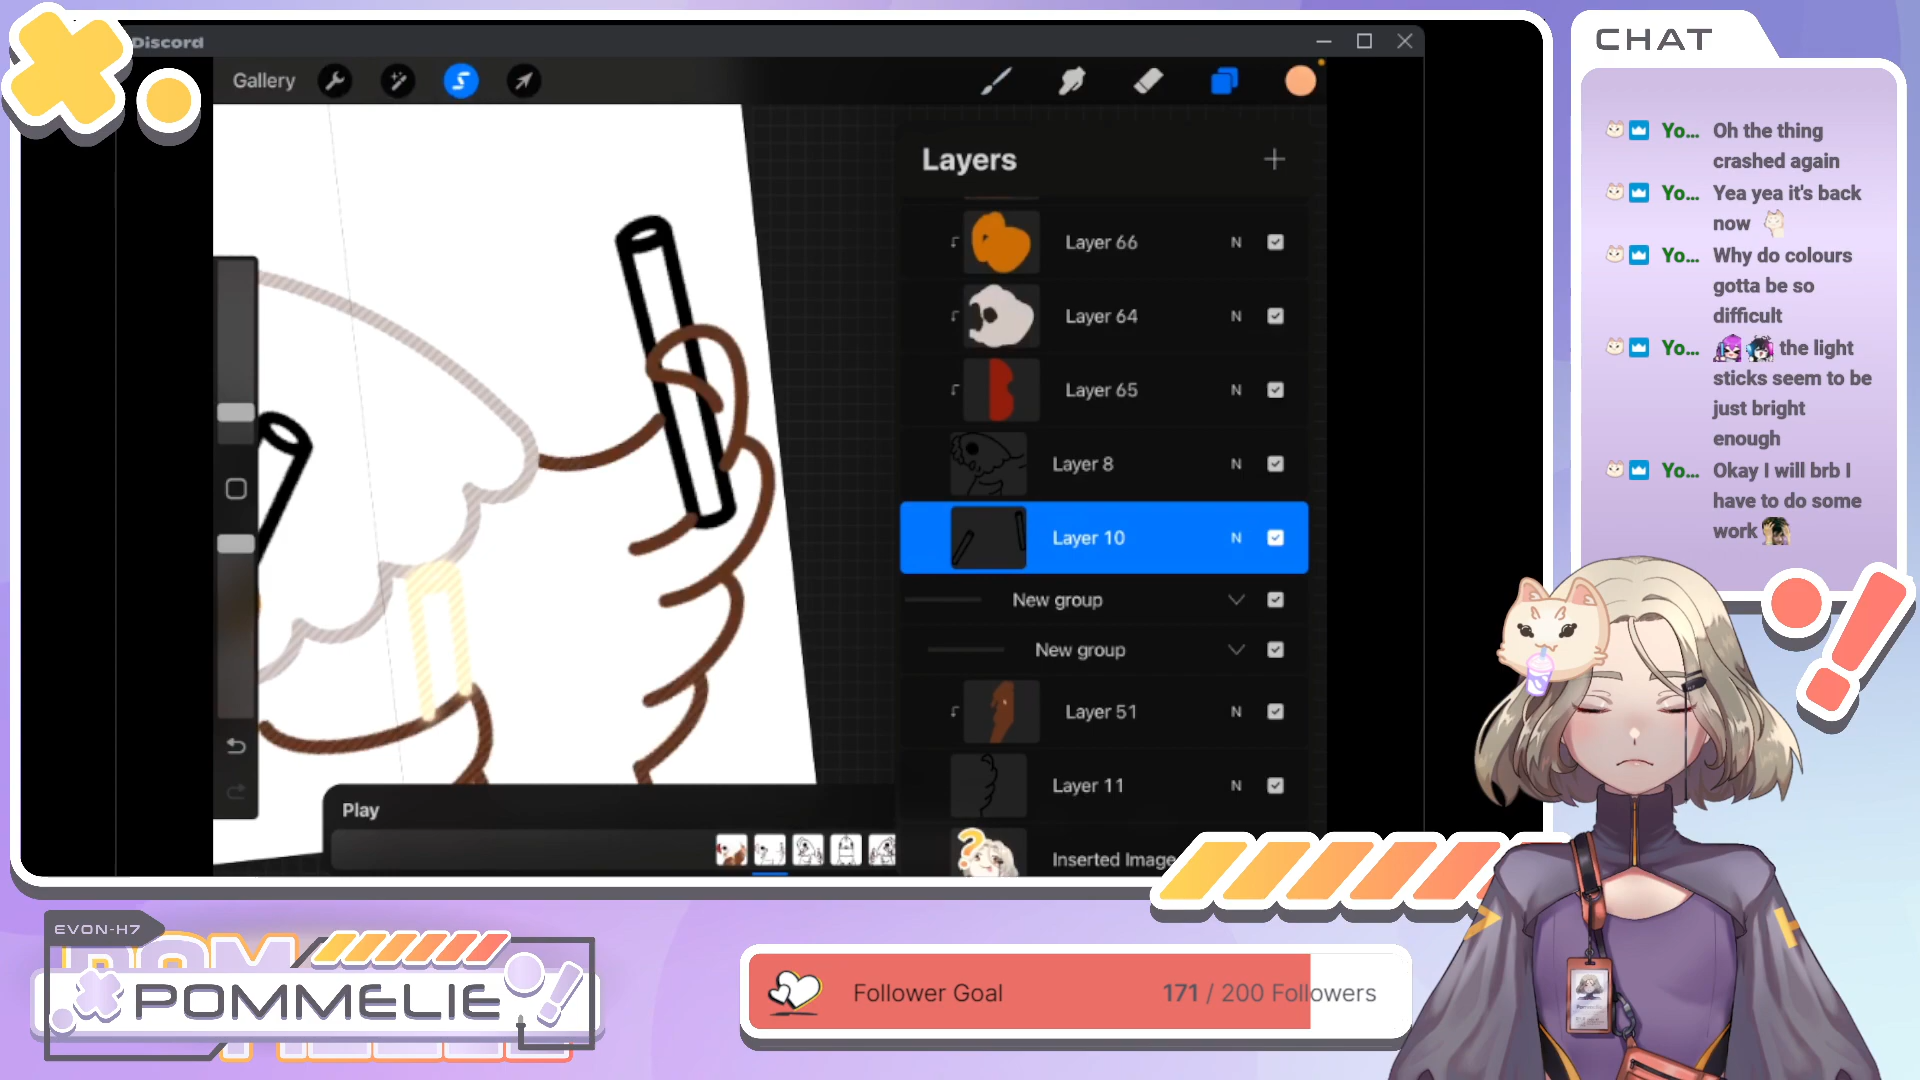 Discord
Gallery
Layers
Layer 66
N
Layer 64
N
Layer 65
N
Layer 8
N
Layer 10
N
New group
New group
Layer 51
N
Layer 11
N
Inserted Image
Play
CHAT
Yo... Oh the thing
crashed again
Yo... Yea yea it's back
now
Yo... Why do colours
gotta be so
difficult
Yo... the light
sticks seem to be
just bright
enough
Yo... Okay I will brb I
have to do some
work
EVON-H7
POMMELIE
Follower Goal
171 / 200 Followers